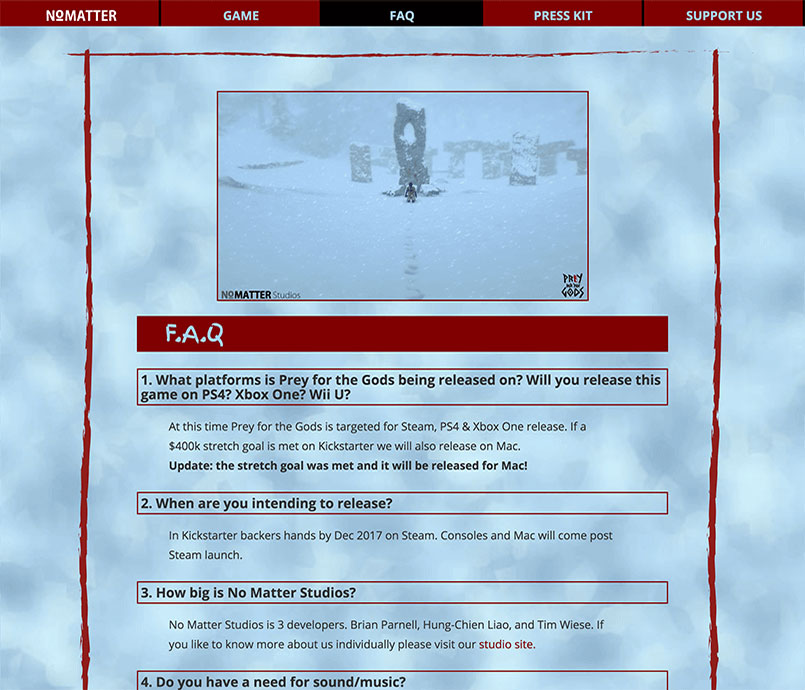 NOMATTER
GAME
FAQ
PRESS KIT
SUPPORT US
PREY
FOR THE
GODS
NOMATTER Studios
F.A.Q
1. What platforms is Prey for the Gods being released on? Will you release this
game on PS4? Xbox One? Wii U?
At this time Prey for the Gods is targeted for Steam, PS4 & Xbox One release. If a
$400k stretch goal is met on Kickstarter we will also release on Mac.
Update: the stretch goal was met and it will be released for Mac!
2. When are you intending to release?
In Kickstarter backers hands by Dec 2017 on Steam. Consoles and Mac will come post
Steam launch.
3. How big is No Matter Studios?
No Matter Studios is 3 developers. Brian Parnell, Hung-Chien Liao, and Tim Wiese. If
you like to know more about us individually please visit our studio site.
4. Do you have a need for sound/music?